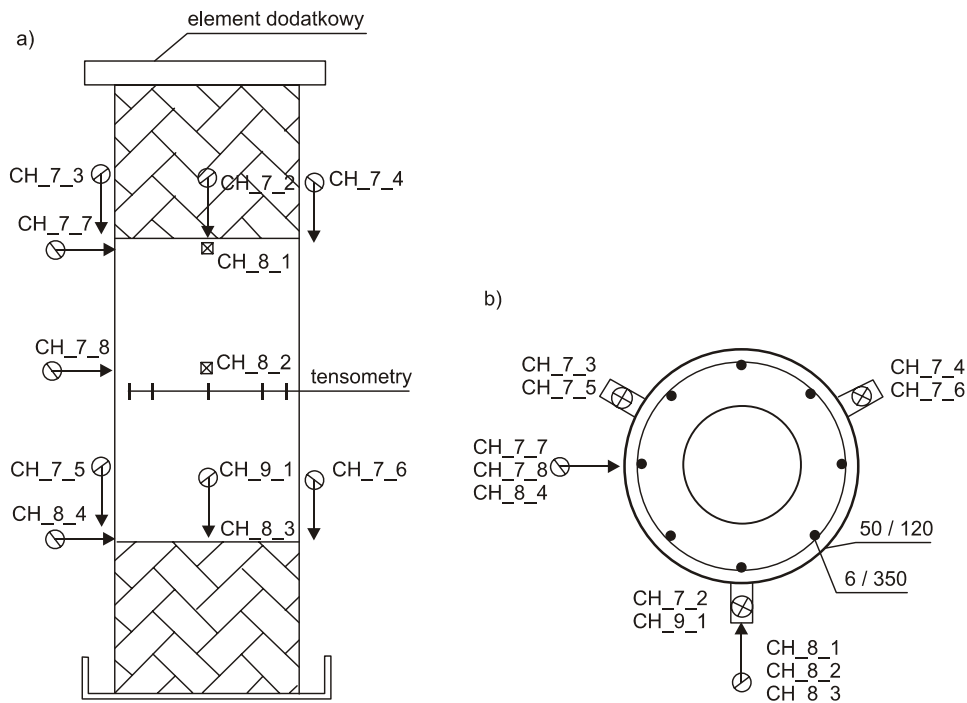 element dodatkowy
a)
CH_7_3
CH_7_2
CH_7_4
CH_7_7
CH_8_1
CH_7_8
CH_8_2
tensometry
CH_7_5
CH_9_1
CH_7_6
CH_8_4
CH_8_3
b)
CH_7_3
CH_7_5
CH_7_4
CH_7_6
CH_7_7
CH_7_8
CH_8_4
50 / 120
6 / 350
CH_7_2
CH_9_1
CH_8_1
CH_8_2
CH_8_3